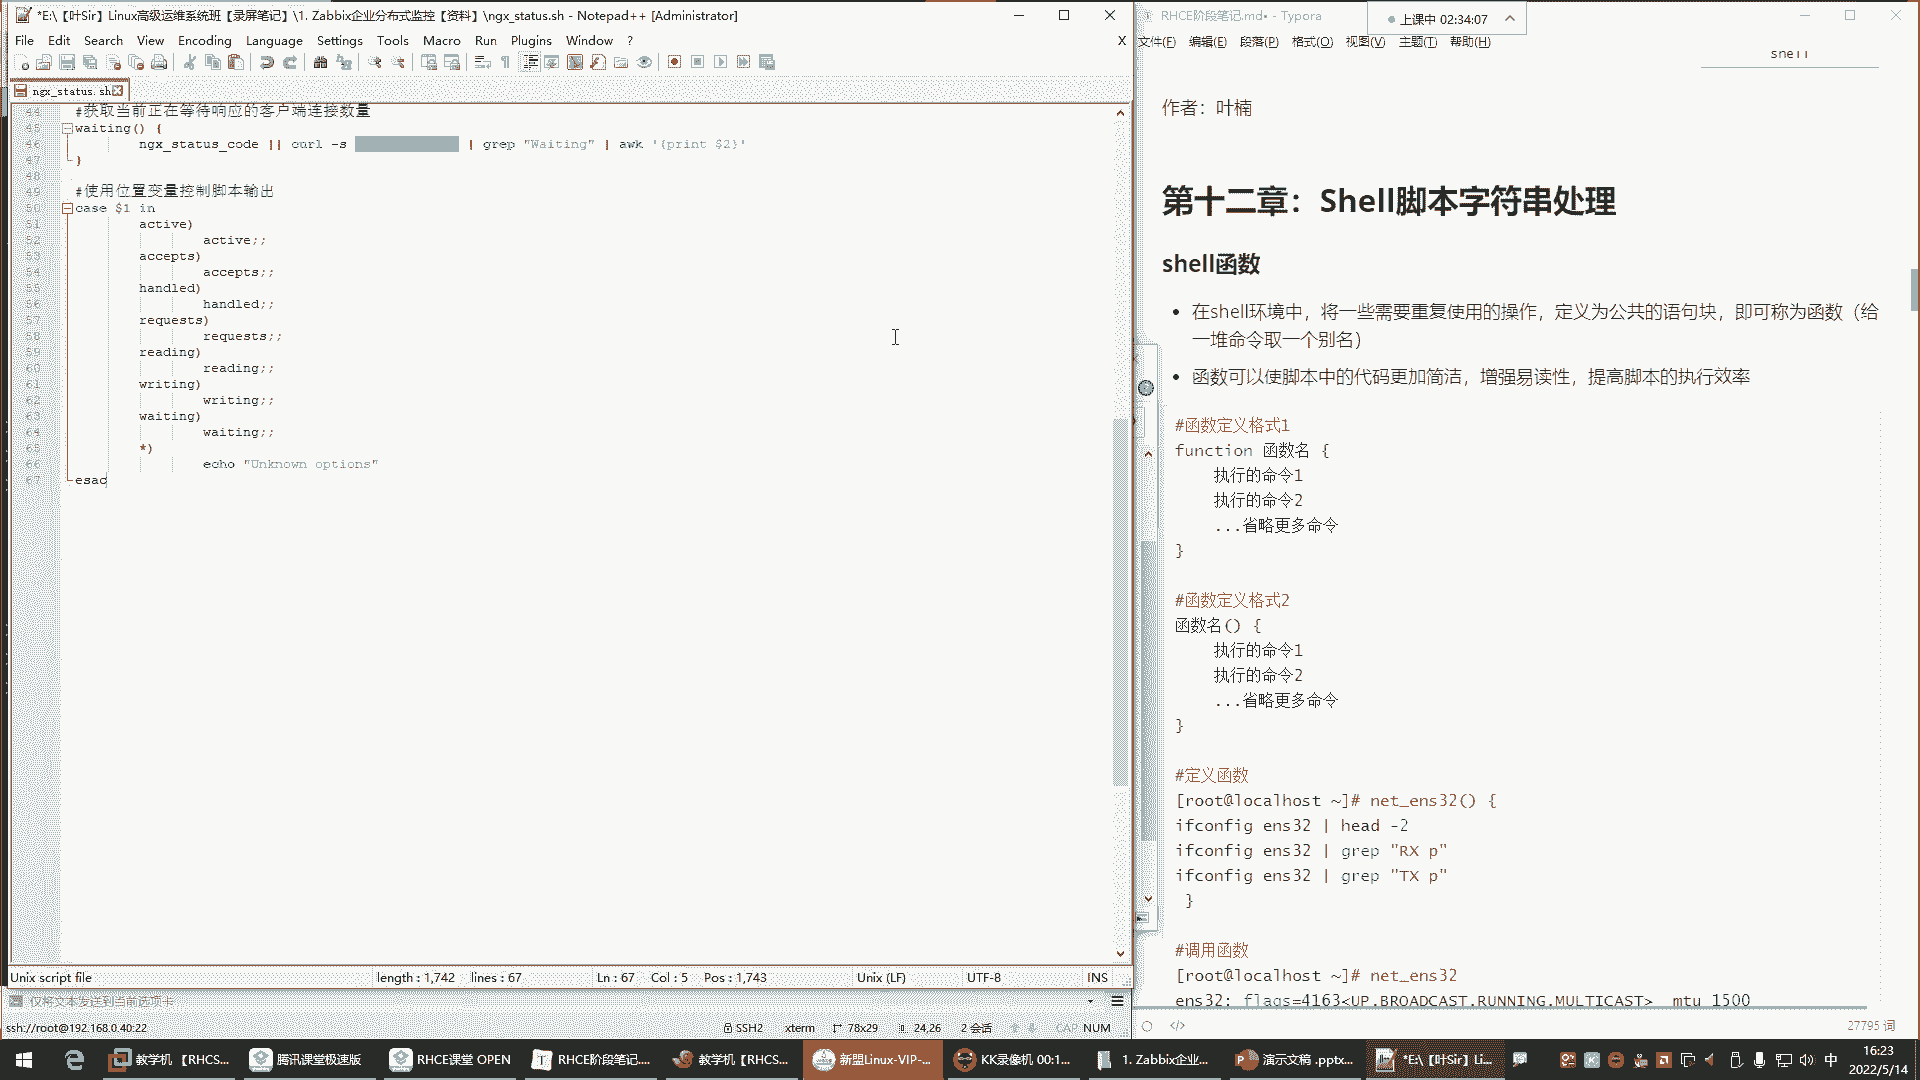 *E:\【叶Sir】Linux高级运维系统班【录屏笔记】\1. Zabbix企业分布式监控【资料】\ngx_status.sh - Notepad++ [Administrator]
File Edit Search View Encoding Language Settings Tools Macro Run Plugins Window ?
X
ngx_status.sh
44 #获取当前正在等待响应的客户端连接数量
45 waiting() {
46 ngx_status_code || curl -s | grep "Waiting" | awk '{print $2}'
47 }
48
49 #使用位置变量控制脚本输出
50 case $1 in
51 active)
52 active;;
53 accepts)
54 accepts;;
55 handled)
56 handled;;
57 requests)
58 requests;;
59 reading)
60 reading;;
61 writing)
62 writing;;
63 waiting)
64 waiting;;
65 *)
66 echo "Unknown options"
67 esac
Unix script file length : 1,742 lines : 67 Ln : 67 Col : 5 Pos : 1,743 Unix (LF) UTF-8 INS
仅将文本发送到当前选项卡
ssh://root@192.168.0.40:22 SSH2 xterm 78x29 24,26 2 会话 CAP NUM
RHCE阶段笔记.md• - Typora
上课中 02:34:07
文件(F) 编辑(E) 段落(P) 格式(O) 视图(V) 主题(T) 帮助(H)
shell
作者：叶楠
第十二章：Shell脚本字符串处理
shell函数
在shell环境中，将一些需要重复使用的操作，定义为公共的语句块，即可称为函数（给
一堆命令取一个别名）
函数可以使脚本中的代码更加简洁，增强易读性，提高脚本的执行效率
#函数定义格式1
function 函数名 {
执行的命令1
执行的命令2
...省略更多命令
}
#函数定义格式2
函数名() {
执行的命令1
执行的命令2
...省略更多命令
}
#定义函数
[root@localhost ~]# net_ens32() {
ifconfig ens32 | head -2
ifconfig ens32 | grep "RX p"
ifconfig ens32 | grep "TX p"
}
#调用函数
[root@localhost ~]# net_ens32
ens32: flags=4163<UP,BROADCAST,RUNNING,MULTICAST> mtu 1500
27795 词
教学机 【RHCS... 腾讯课堂极速版 RHCE课堂 OPEN RHCE阶段笔记.... 教学机【RHCS... 新盟Linux-VIP-... KK录像机 00:1... 1. Zabbix企业... 演示文稿 .pptx... *E:\【叶Sir】Li...
中
16:23
2022/5/14